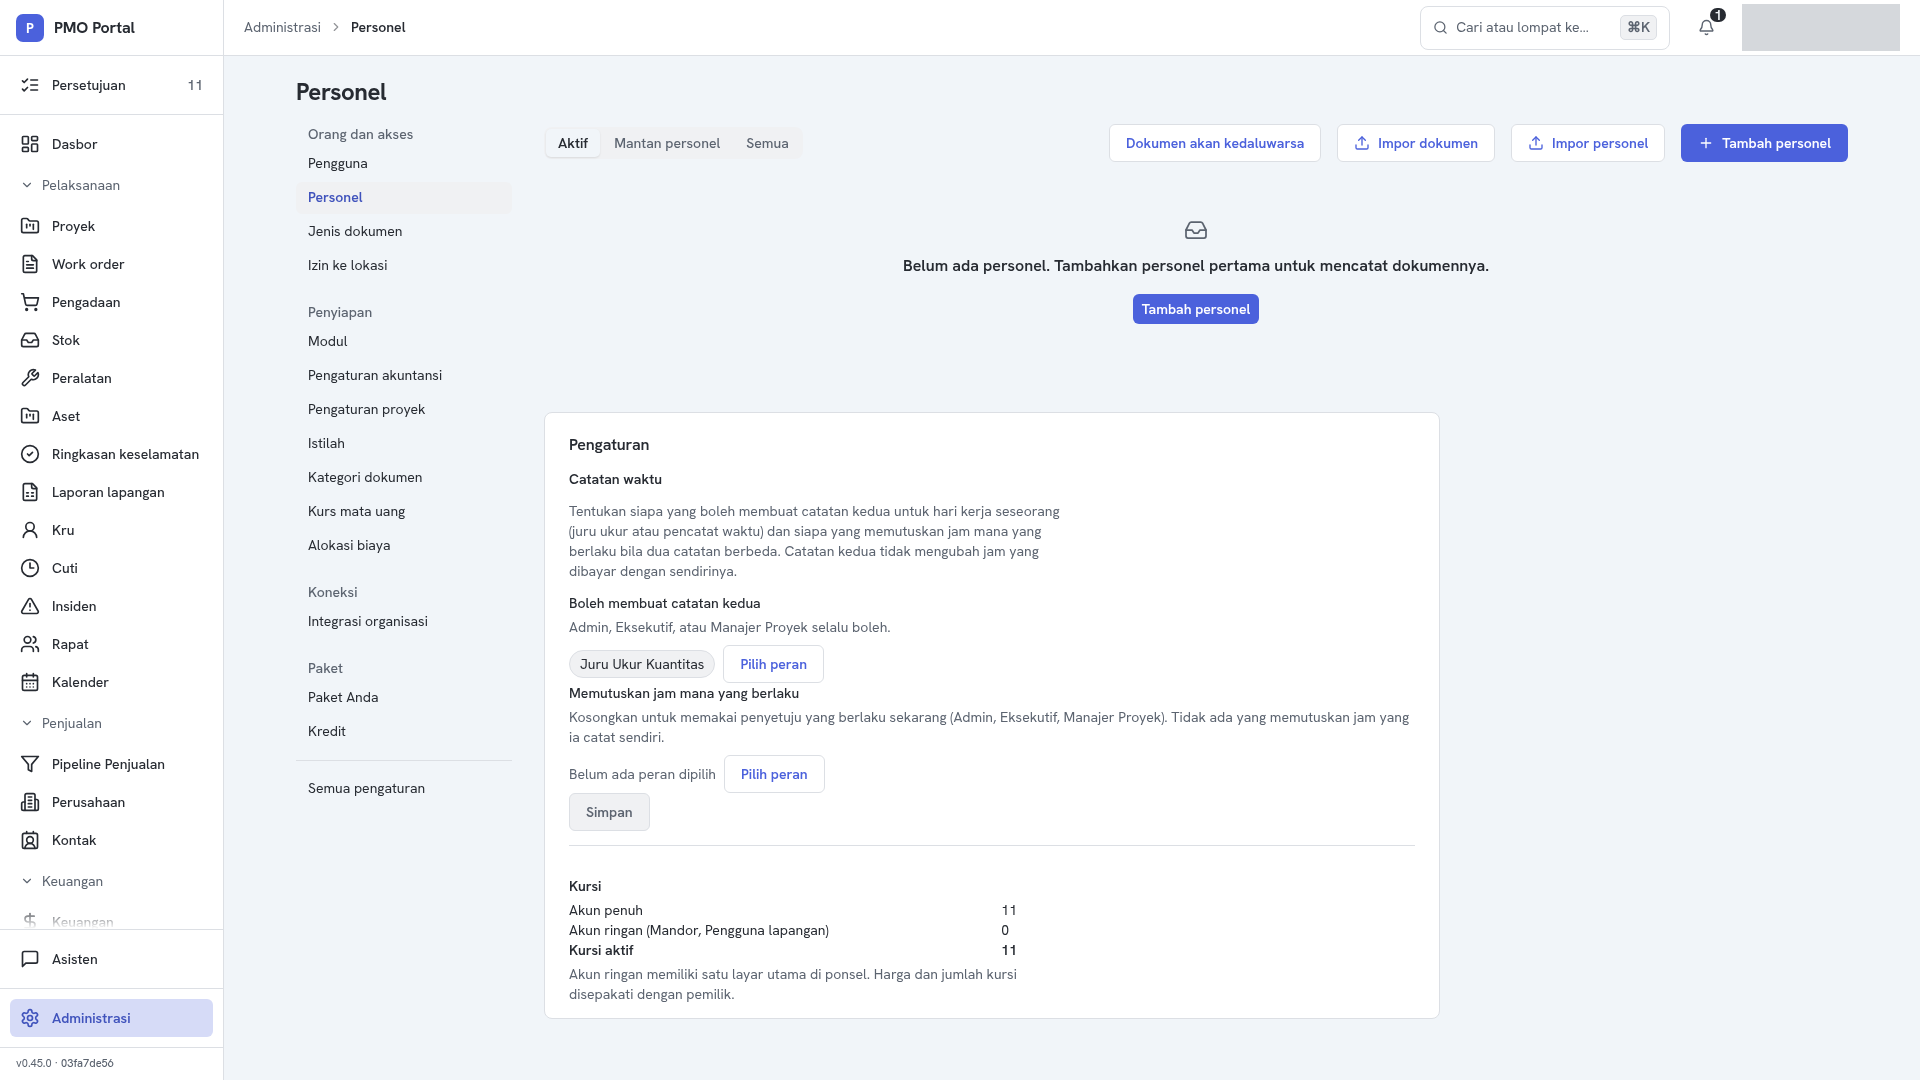 P PMO Portal
Administrasi > Personel
Cari atau lompat ke... ⌘K
1
Persetujuan 11
Dasbor
Pelaksanaan
Proyek
Work order
Pengadaan
Stok
Peralatan
Aset
Ringkasan keselamatan
Laporan lapangan
Kru
Cuti
Insiden
Rapat
Kalender
Penjualan
Pipeline Penjualan
Perusahaan
Kontak
Keuangan
Keuangan
Asisten
Administrasi
v0.45.0 · 03fa7de56
Personel
Orang dan akses
Pengguna
Personel
Jenis dokumen
Izin ke lokasi
Penyiapan
Modul
Pengaturan akuntansi
Pengaturan proyek
Istilah
Kategori dokumen
Kurs mata uang
Alokasi biaya
Koneksi
Integrasi organisasi
Paket
Paket Anda
Kredit
Semua pengaturan
Aktif Mantan personel Semua
Dokumen akan kedaluwarsa Impor dokumen Impor personel + Tambah personel
Belum ada personel. Tambahkan personel pertama untuk mencatat dokumennya.
Tambah personel
Pengaturan
Catatan waktu
Tentukan siapa yang boleh membuat catatan kedua untuk hari kerja seseorang
(juru ukur atau pencatat waktu) dan siapa yang memutuskan jam mana yang
berlaku bila dua catatan berbeda. Catatan kedua tidak mengubah jam yang
dibayar dengan sendirinya.
Boleh membuat catatan kedua
Admin, Eksekutif, atau Manajer Proyek selalu boleh.
Juru Ukur Kuantitas Pilih peran
Memutuskan jam mana yang berlaku
Kosongkan untuk memakai penyetuju yang berlaku sekarang (Admin, Eksekutif, Manajer Proyek). Tidak ada yang memutuskan jam yang
ia catat sendiri.
Belum ada peran dipilih Pilih peran
Simpan
Kursi
Akun penuh 11
Akun ringan (Mandor, Pengguna lapangan) 0
Kursi aktif 11
Akun ringan memiliki satu layar utama di ponsel. Harga dan jumlah kursi
disepakati dengan pemilik.